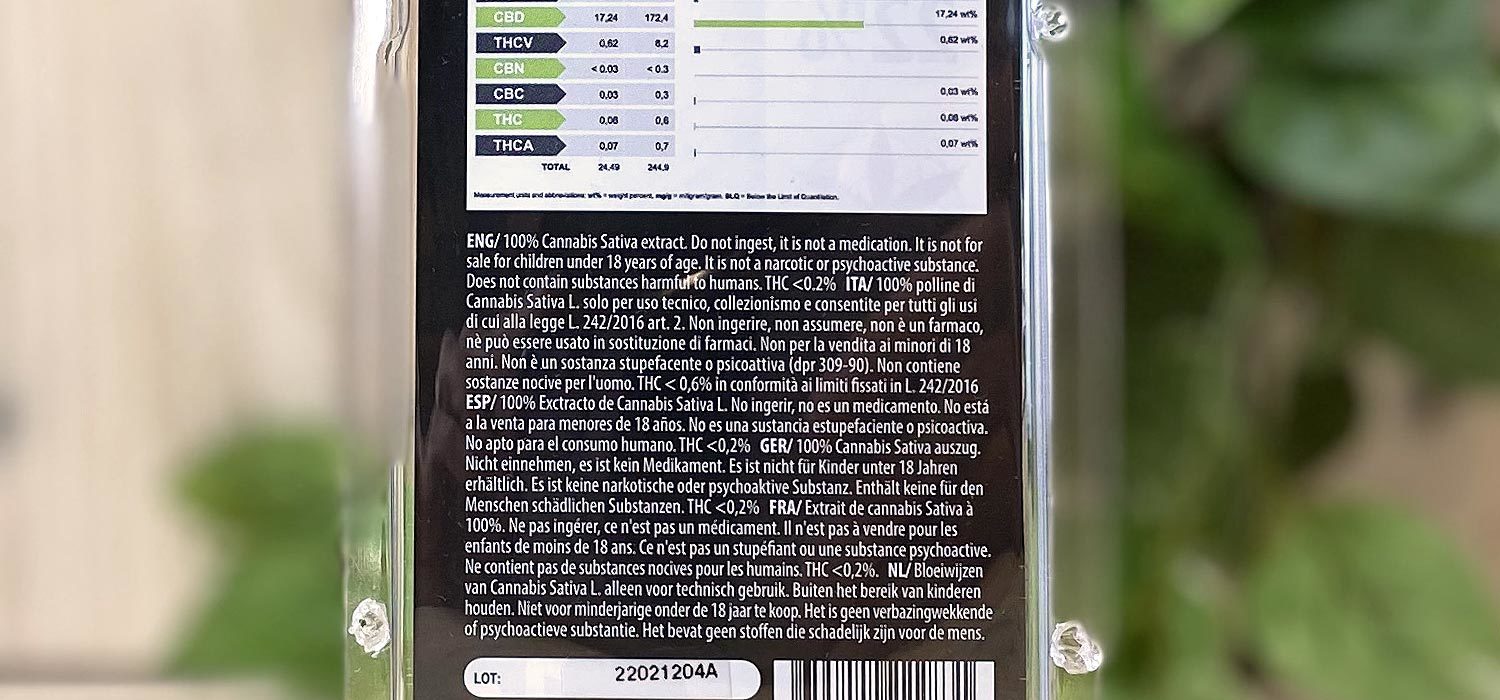 CBD 17,24 172,4 17,24 wt%
THCV 0,62 6,2 0,62 wt%
CBN < 0.03 < 0.3
CBC 0,03 0,3 0,03 wt%
THC 0,06 0,6 0,06 wt%
THCA 0,07 0,7 0,07 wt%
TOTAL 24.49 244.9
Measurement units and abbreviations: wt% = weight percent, mg/g = miligram/gram. BLQ = Below the Limit of Quantilation.
ENG/ 100% Cannabis Sativa extract. Do not ingest, it is not a medication. It is not for
sale for children under 18 years of age. It is not a narcotic or psychoactive substance.
Does not contain substances harmful to humans. THC <0.2% ITA/ 100% polline di
Cannabis Sativa L. solo per uso tecnico, collezionismo e consentite per tutti gli usi
di cui alla legge L. 242/2016 art. 2. Non ingerire, non assumere, non è un farmaco,
nè può essere usato in sostituzione di farmaci. Non per la vendita ai minori di 18
anni. Non è un sostanza stupefacente o psicoattiva (dpr 309-90). Non contiene
sostanze nocive per l'uomo. THC < 0,6% in conformità ai limiti fissati in L. 242/2016
ESP/ 100% Exctracto de Cannabis Sativa L. No ingerir, no es un medicamento. No está
a la venta para menores de 18 años. No es una sustancia estupefaciente o psicoactiva.
No apto para el consumo humano. THC <0,2% GER/ 100% Cannabis Sativa auszug.
Nicht einnehmen, es ist kein Medikament. Es ist nicht für Kinder unter 18 Jahren
erhältlich. Es ist keine narkotische oder psychoaktive Substanz. Enthält keine für den
Menschen schädlichen Substanzen. THC <0,2% FRA/ Extrait de cannabis Sativa à
100%. Ne pas ingérer, ce n'est pas un médicament. Il n'est pas à vendre pour les
enfants de moins de 18 ans. Ce n'est pas un stupéfiant ou une substance psychoactive.
Ne contient pas de substances nocives pour les humains. THC <0,2%. NL/ Bloeiwijzen
van Cannabis Sativa L. alleen voor technisch gebruik. Buiten het bereik van kinderen
houden. Niet voor minderjarige onder de 18 jaar te koop. Het is geen verbazingwekkende
of psychoactieve substantie. Het bevat geen stoffen die schadelijk zijn voor de mens.
LOT: 22021204A